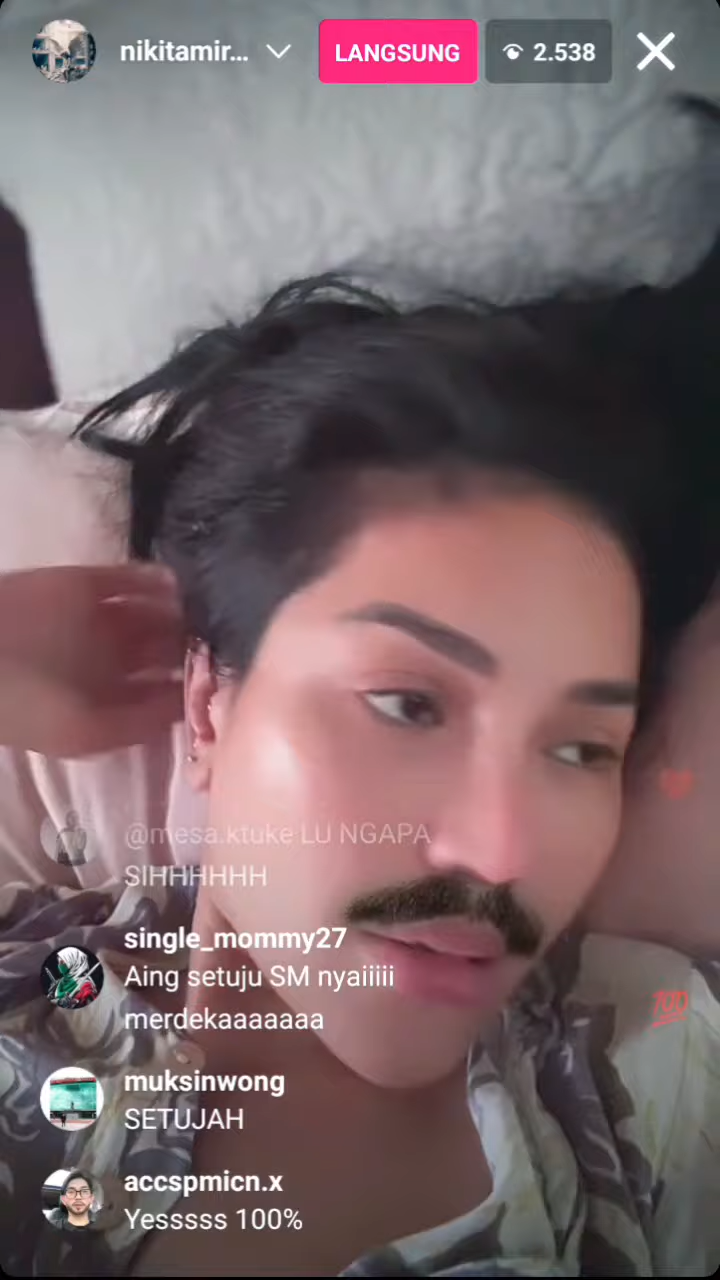 nikitamir...
LANGSUNG
2.538
@mesa.ktuke LU NGAPA
SIHHHHHH
single_mommy27
Aing setuju SM nyaiiiii
merdekaaaaaaa
muksinwong
SETUJAH
accspmicn.x
Yesssss 100%
100